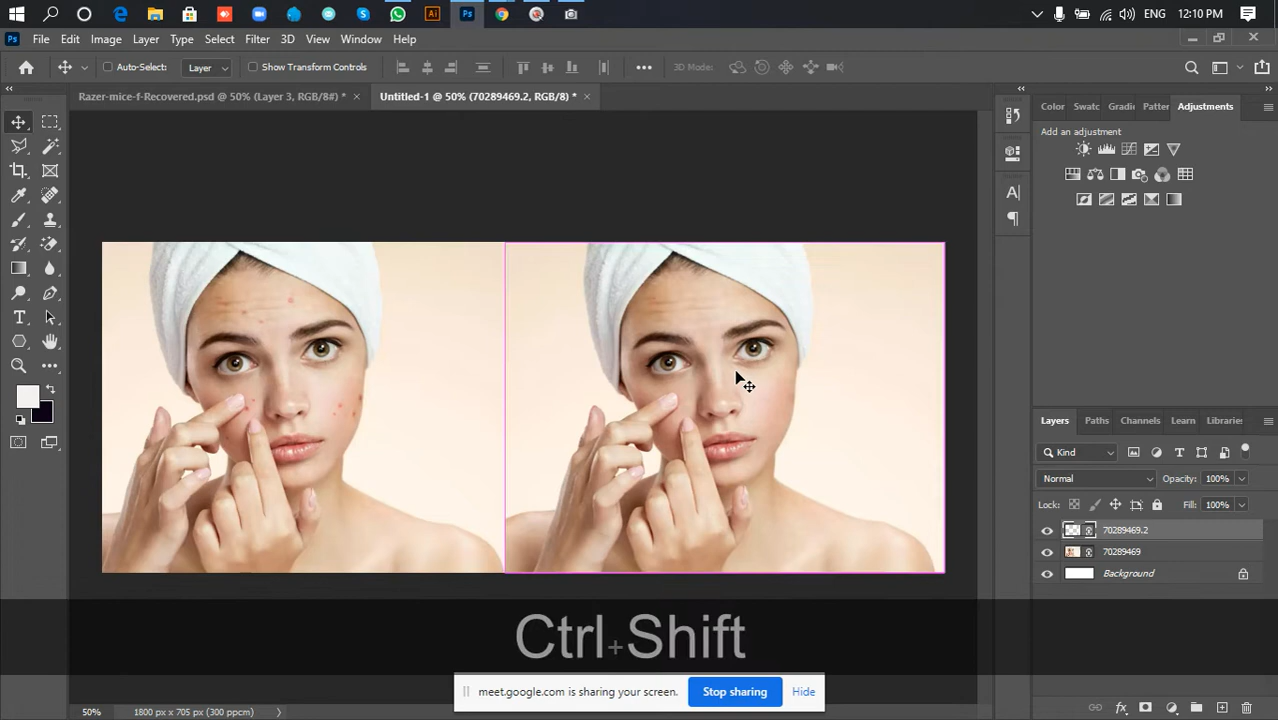 ENG 12:10 PM
Ps File Edit Image Layer Type Select Filter 3D View Window Help
Auto-Select: Layer Show Transform Controls 3D Mode:
Razer-mice-f-Recovered.psd @ 50% (Layer 3, RGB/8#) * × Untitled-1 @ 50% (70289469.2, RGB/8) * ×
Color Swatc Gradi Patter Adjustments
Add an adjustment
Layers Paths Channels Learn Libraries
Kind
Normal Opacity: 100%
Lock: Fill: 100%
70289469.2
70289469
Background
Ctrl+Shift
meet.google.com is sharing your screen. Stop sharing Hide
50% 1800 px x 705 px (300 ppcm)